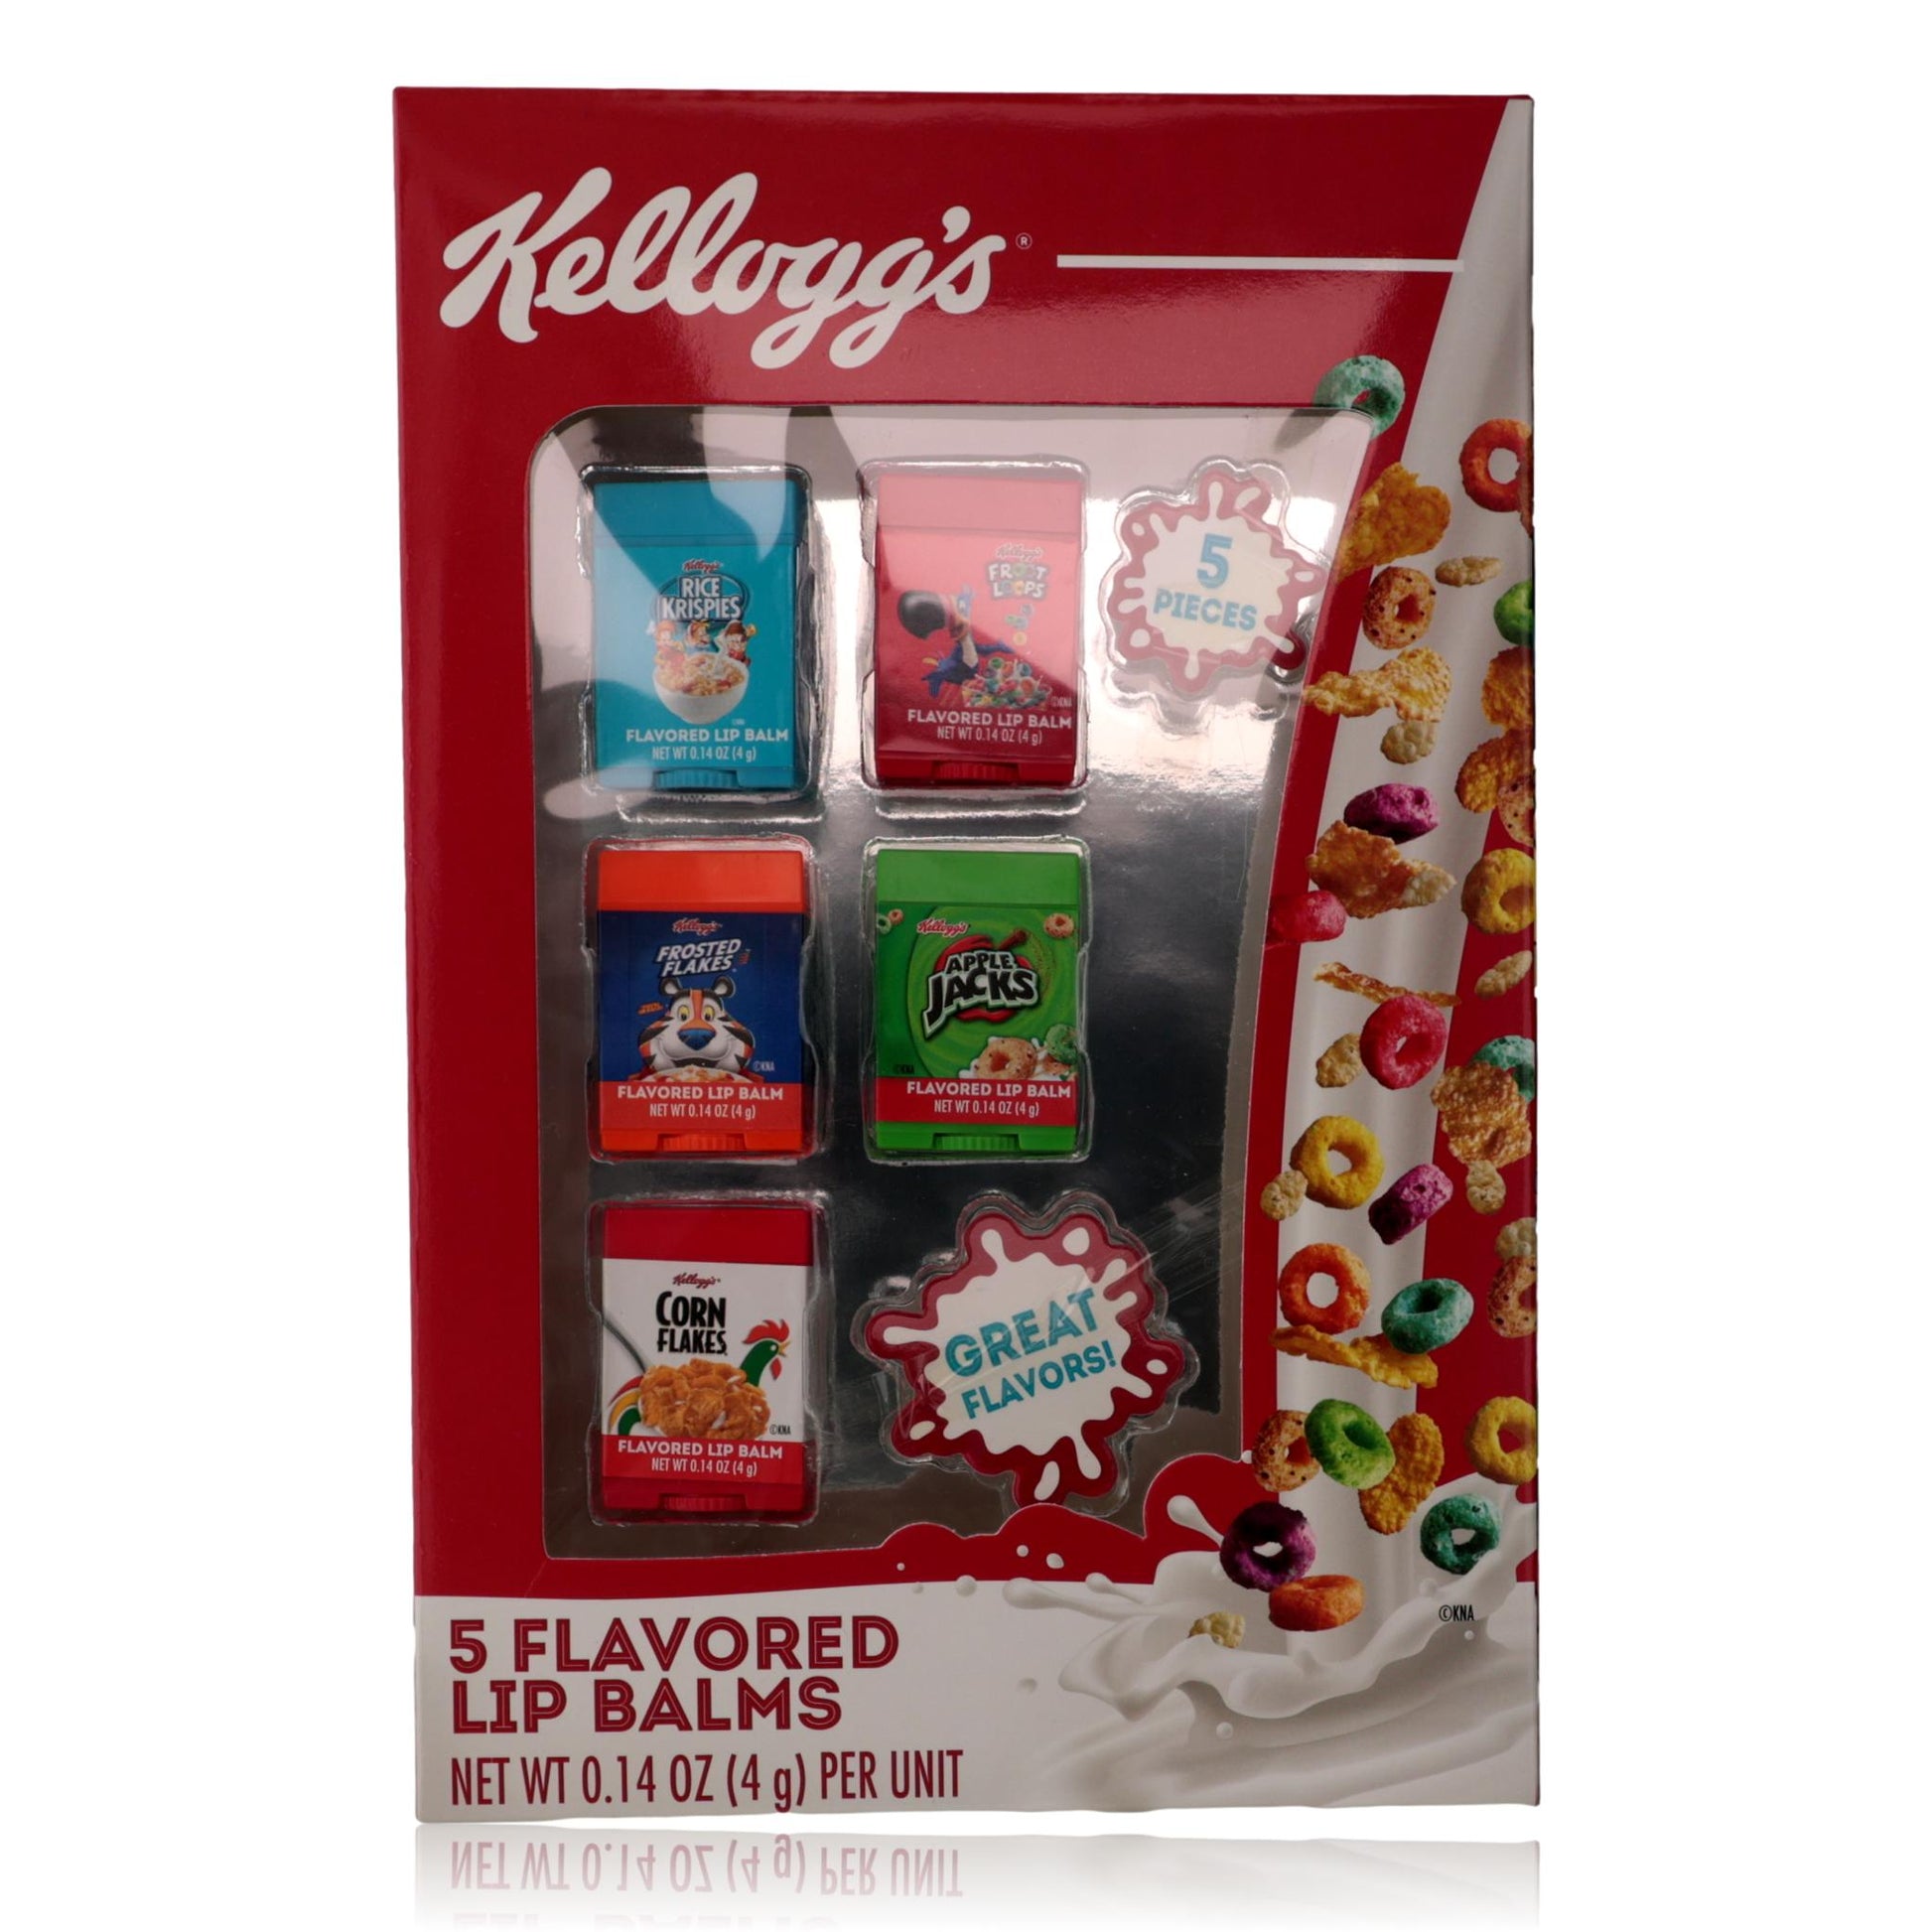 Kellogg's®
Kellogg's
RICE
KRISPIES
FLAVORED LIP BALM
NET WT 0.14 OZ (4 g)
Kellogg's
FROOT
LOOPS
©KNA
FLAVORED LIP BALM
NET WT 0.14 OZ (4 g)
5
PIECES
Kellogg's
FROSTED
FLAKES
©KNA
FLAVORED LIP BALM
NET WT 0.14 OZ (4 g)
Kellogg's
APPLE
JACKS
©KNA
FLAVORED LIP BALM
NET WT 0.14 OZ (4 g)
Kellogg's
CORN
FLAKES
©KNA
FLAVORED LIP BALM
NET WT 0.14 OZ (4 g)
GREAT
FLAVORS!
©KNA
5 FLAVORED
LIP BALMS
NET WT 0.14 OZ (4 g) PER UNIT